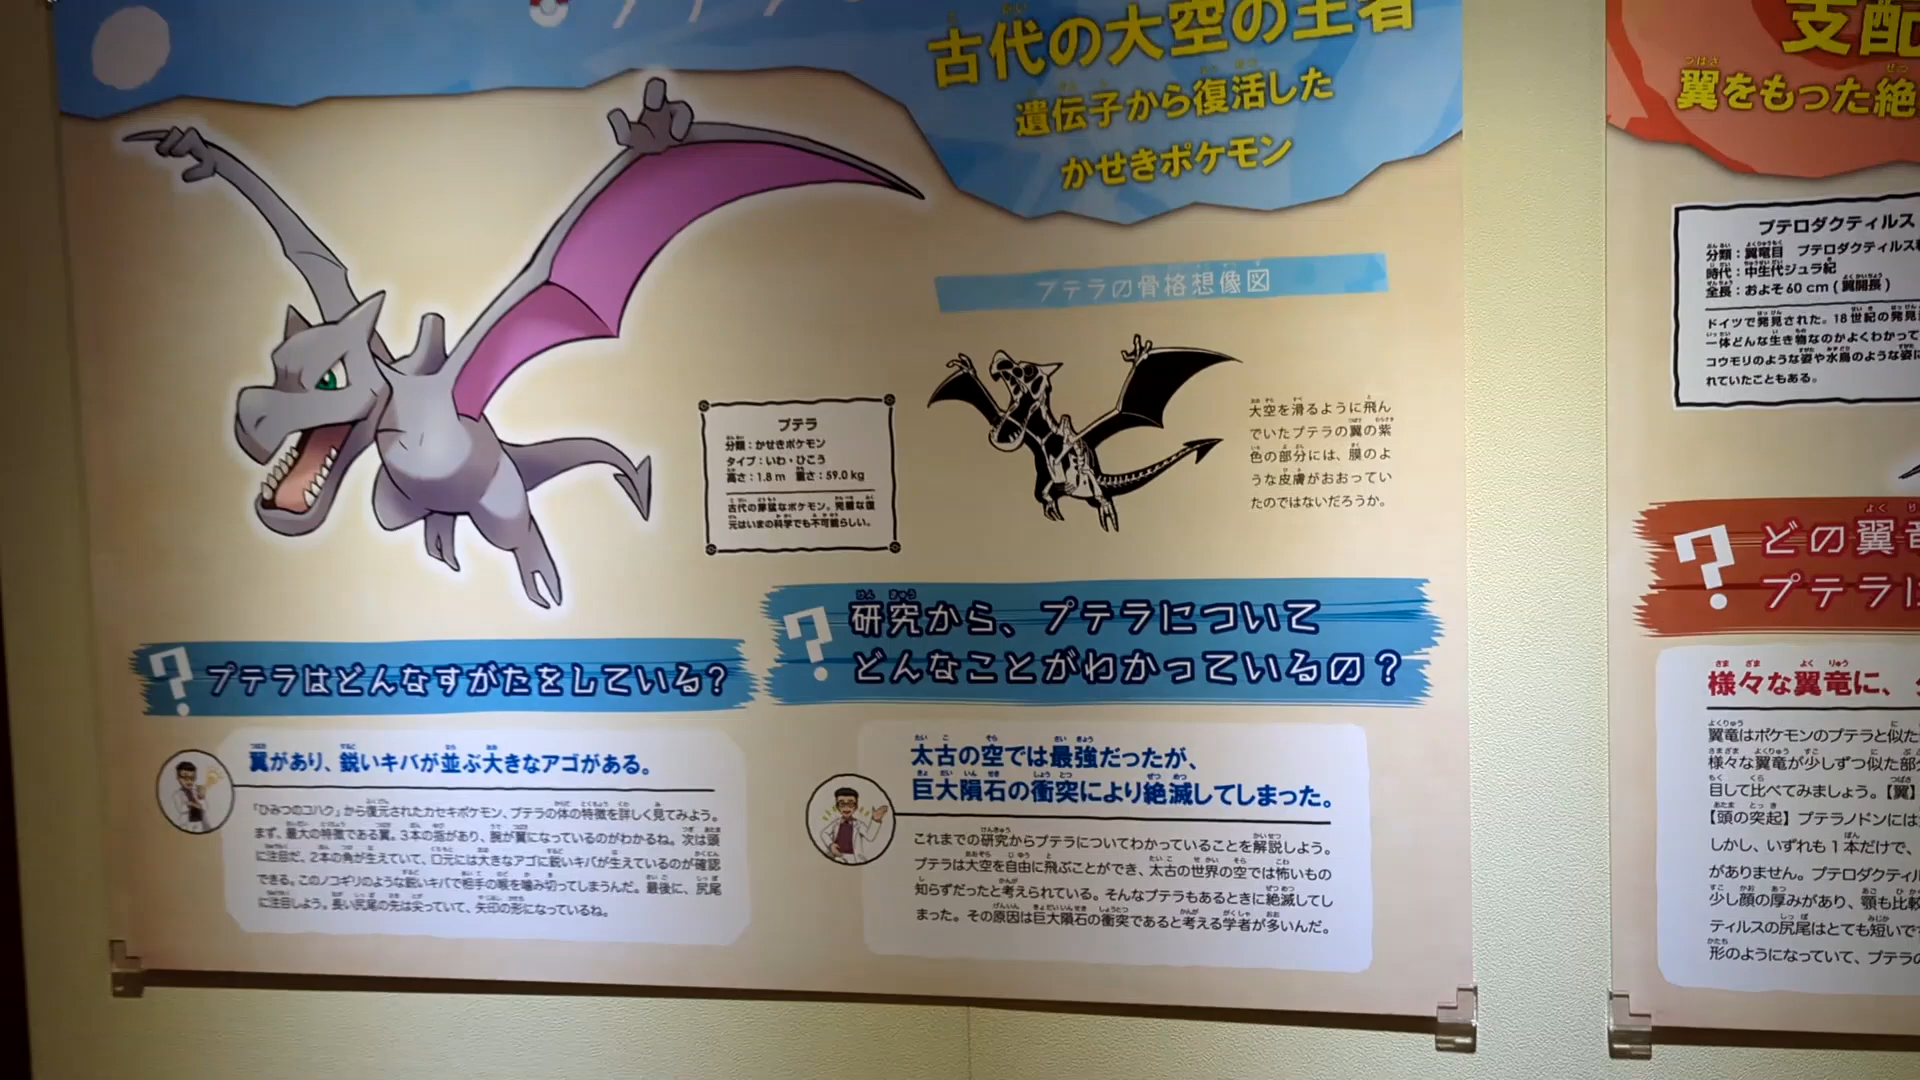 古代の大空の王者
遺伝子から復活した
かせきポケモン
プテラの骨格想像図
大空を滑るように飛ん
でいたプテラの翼の紫
色の部分には、膜のよ
うな皮膚がおおってい
たのではないだろうか。
プテラ
分類：かせきポケモン
タイプ：いわ・ひこう
高さ：1.8m 重さ：59.0kg
古代の獰猛なポケモン。完璧な復
元はいまの科学でも不可能らしい。
?プテラはどんなすがたをしている?
翼があり、鋭いキバが並ぶ大きなアゴがある。
「ひみつのコハク」から復元されたカセキポケモン、プテラの体の特徴を詳しく見てみよう。
まず、最大の特徴である翼。3本の指があり、腕が翼になっているのがわかるね。次は頭
に注目だ。2本の角が生えていて、口元には大きなアゴに鋭いキバが生えているのが確認
できる。このノコギリのような鋭いキバで相手の喉を噛み切ってしまうんだ。最後に、尻尾
に注目しよう。長い尻尾の先は尖っていて、矢印の形になっているね。
?研究から、プテラについて
どんなことがわかっているの？
太古の空では最強だったが、
巨大隕石の衝突により絶滅してしまった。
これまでの研究からプテラについてわかっていることを解説しよう。
プテラは大空を自由に飛ぶことができ、太古の世界の空では怖いもの
知らずだったと考えられている。そんなプテラもあるときに絶滅してし
まった。その原因は巨大隕石の衝突であると考える学者が多いんだ。
支配
翼をもった絶
プテロダクティルス
分類：翼竜目 プテロダクティルス
時代：中生代ジュラ紀
全長：およそ60cm(翼開長)
ドイツで発見された。18世紀の発見
一体どんな生き物なのかよくわかって
コウモリのような姿や水鳥のような姿に
れていたこともある。
?どの翼竜
プテラに
様々な翼竜に、
翼竜はポケモンのプテラと似た
様々な翼竜が少しずつ似た部
目して比べてみましょう。【翼】
【頭の突起】プテラノドンには
しかし、いずれも1本だけで、
がありません。プテロダクティ
少し顔の厚みがあり、顎も比較
ティルスの尻尾はとても短いで
形のようになっていて、プテラの